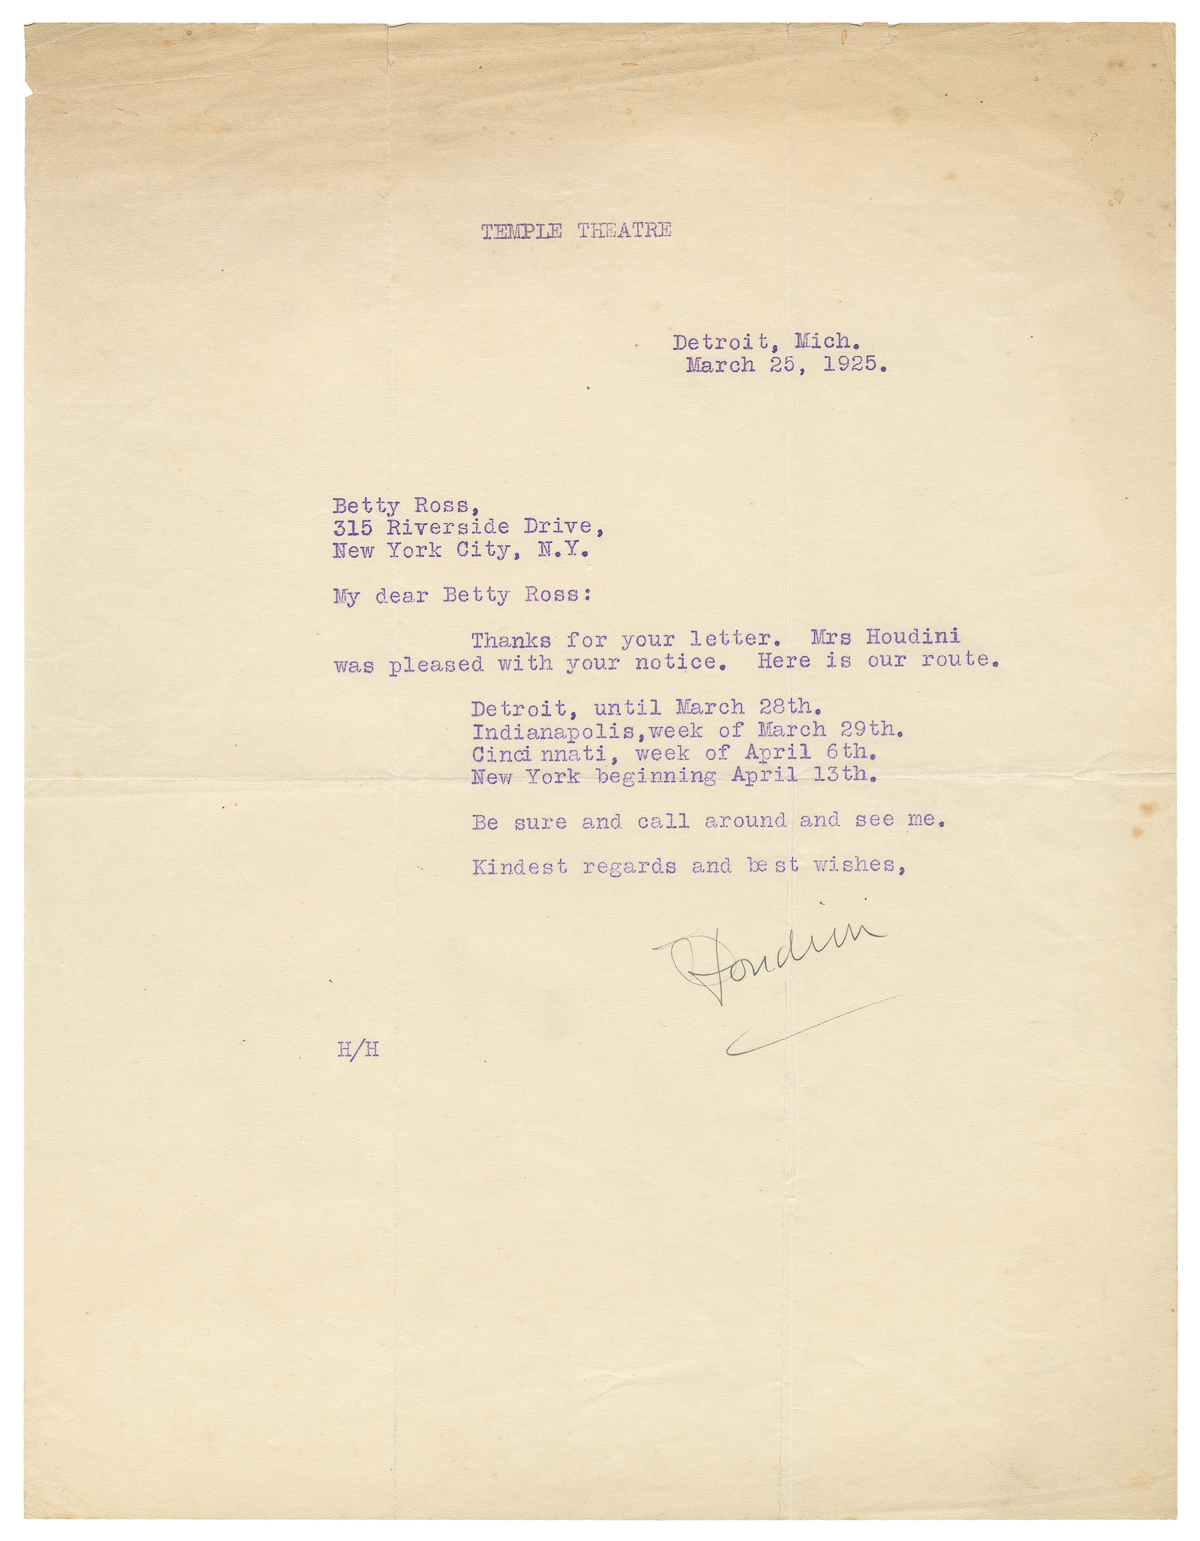 TEMPLE THEATRE
Detroit, Mich.
March 25, 1925.
Betty Ross,
315 Riverside Drive,
New York City, N.Y.
My dear Betty Ross:
Thanks for your letter. Mrs Houdini
was pleased with your notice. Here is our route.
Detroit, until March 28th.
Indianapolis,week of March 29th.
Cinci nnati, week of April 6th.
New York beginning April 13th.
Be sure and call around and see me.
Kindest regards and be st wishes,
Houdini
H/H